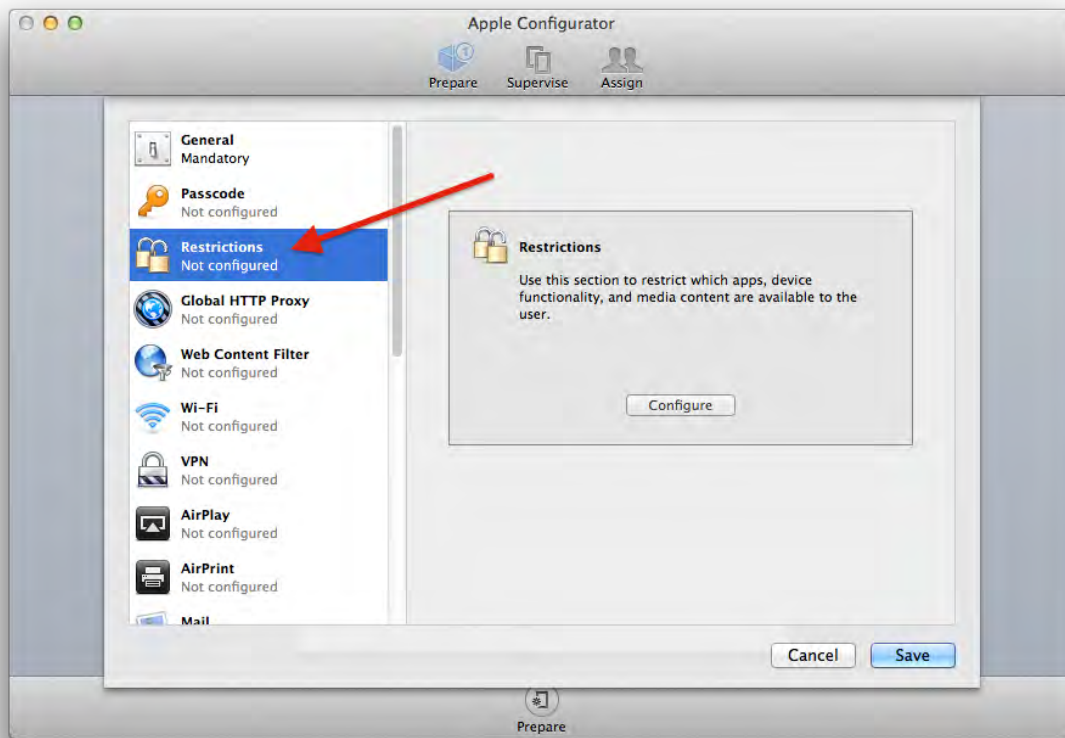 Apple Configurator
Prepare
Supervise
Assign
General
Mandatory
Passcode
Not configured
Restrictions
Not configured
Global HTTP Proxy
Not configured
Web Content Filter
Not configured
Wi-Fi
Not configured
VPN
Not configured
AirPlay
Not configured
AirPrint
Not configured
Mail
Restrictions
Use this section to restrict which apps, device
functionality, and media content are available to the
user.
Configure
Cancel
Save
Prepare